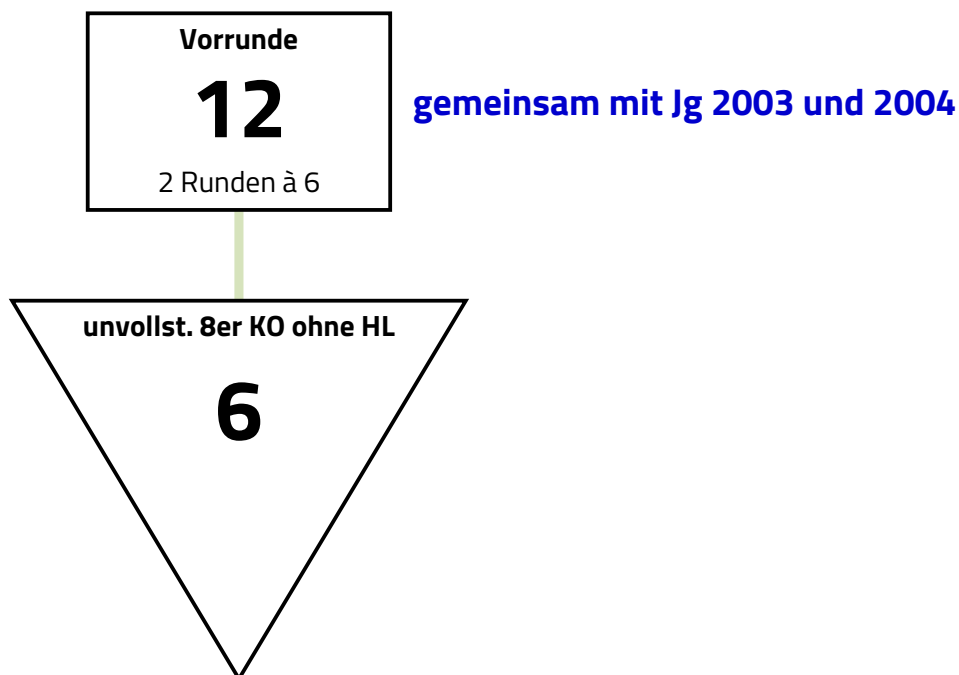 Vorrunde
12
gemeinsam mit Jg 2003 und 2004
2 Runden à 6
unvollst. 8er KO ohne HL
6